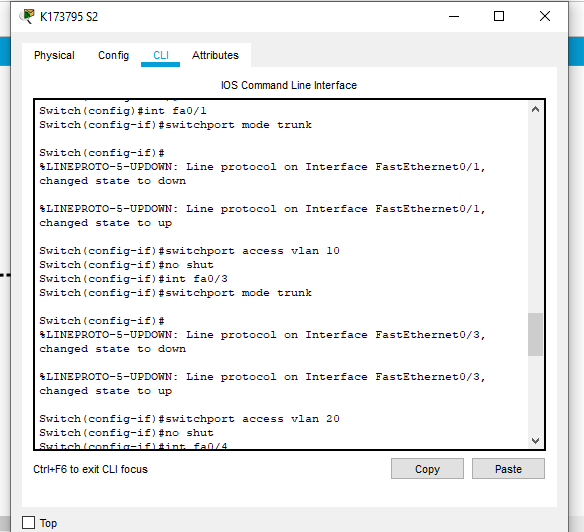 K173795 S2
Physical Config CLI Attributes
IOS Command Line Interface
Switch(config)#int fa0/1
Switch(config-if)#switchport mode trunk
Switch(config-if)#
%LINEPROTO-5-UPDOWN: Line protocol on Interface FastEthernet0/1,
changed state to down
%LINEPROTO-5-UPDOWN: Line protocol on Interface FastEthernet0/1,
changed state to up
Switch(config-if)#switchport access vlan 10
Switch(config-if)#no shut
Switch(config-if)#int fa0/3
Switch(config-if)#switchport mode trunk
Switch(config-if)#
%LINEPROTO-5-UPDOWN: Line protocol on Interface FastEthernet0/3,
changed state to down
%LINEPROTO-5-UPDOWN: Line protocol on Interface FastEthernet0/3,
changed state to up
Switch(config-if)#switchport access vlan 20
Switch(config-if)#no shut
Switch(config-if)#int fa0/4
Ctrl+F6 to exit CLI focus
Copy Paste
Top